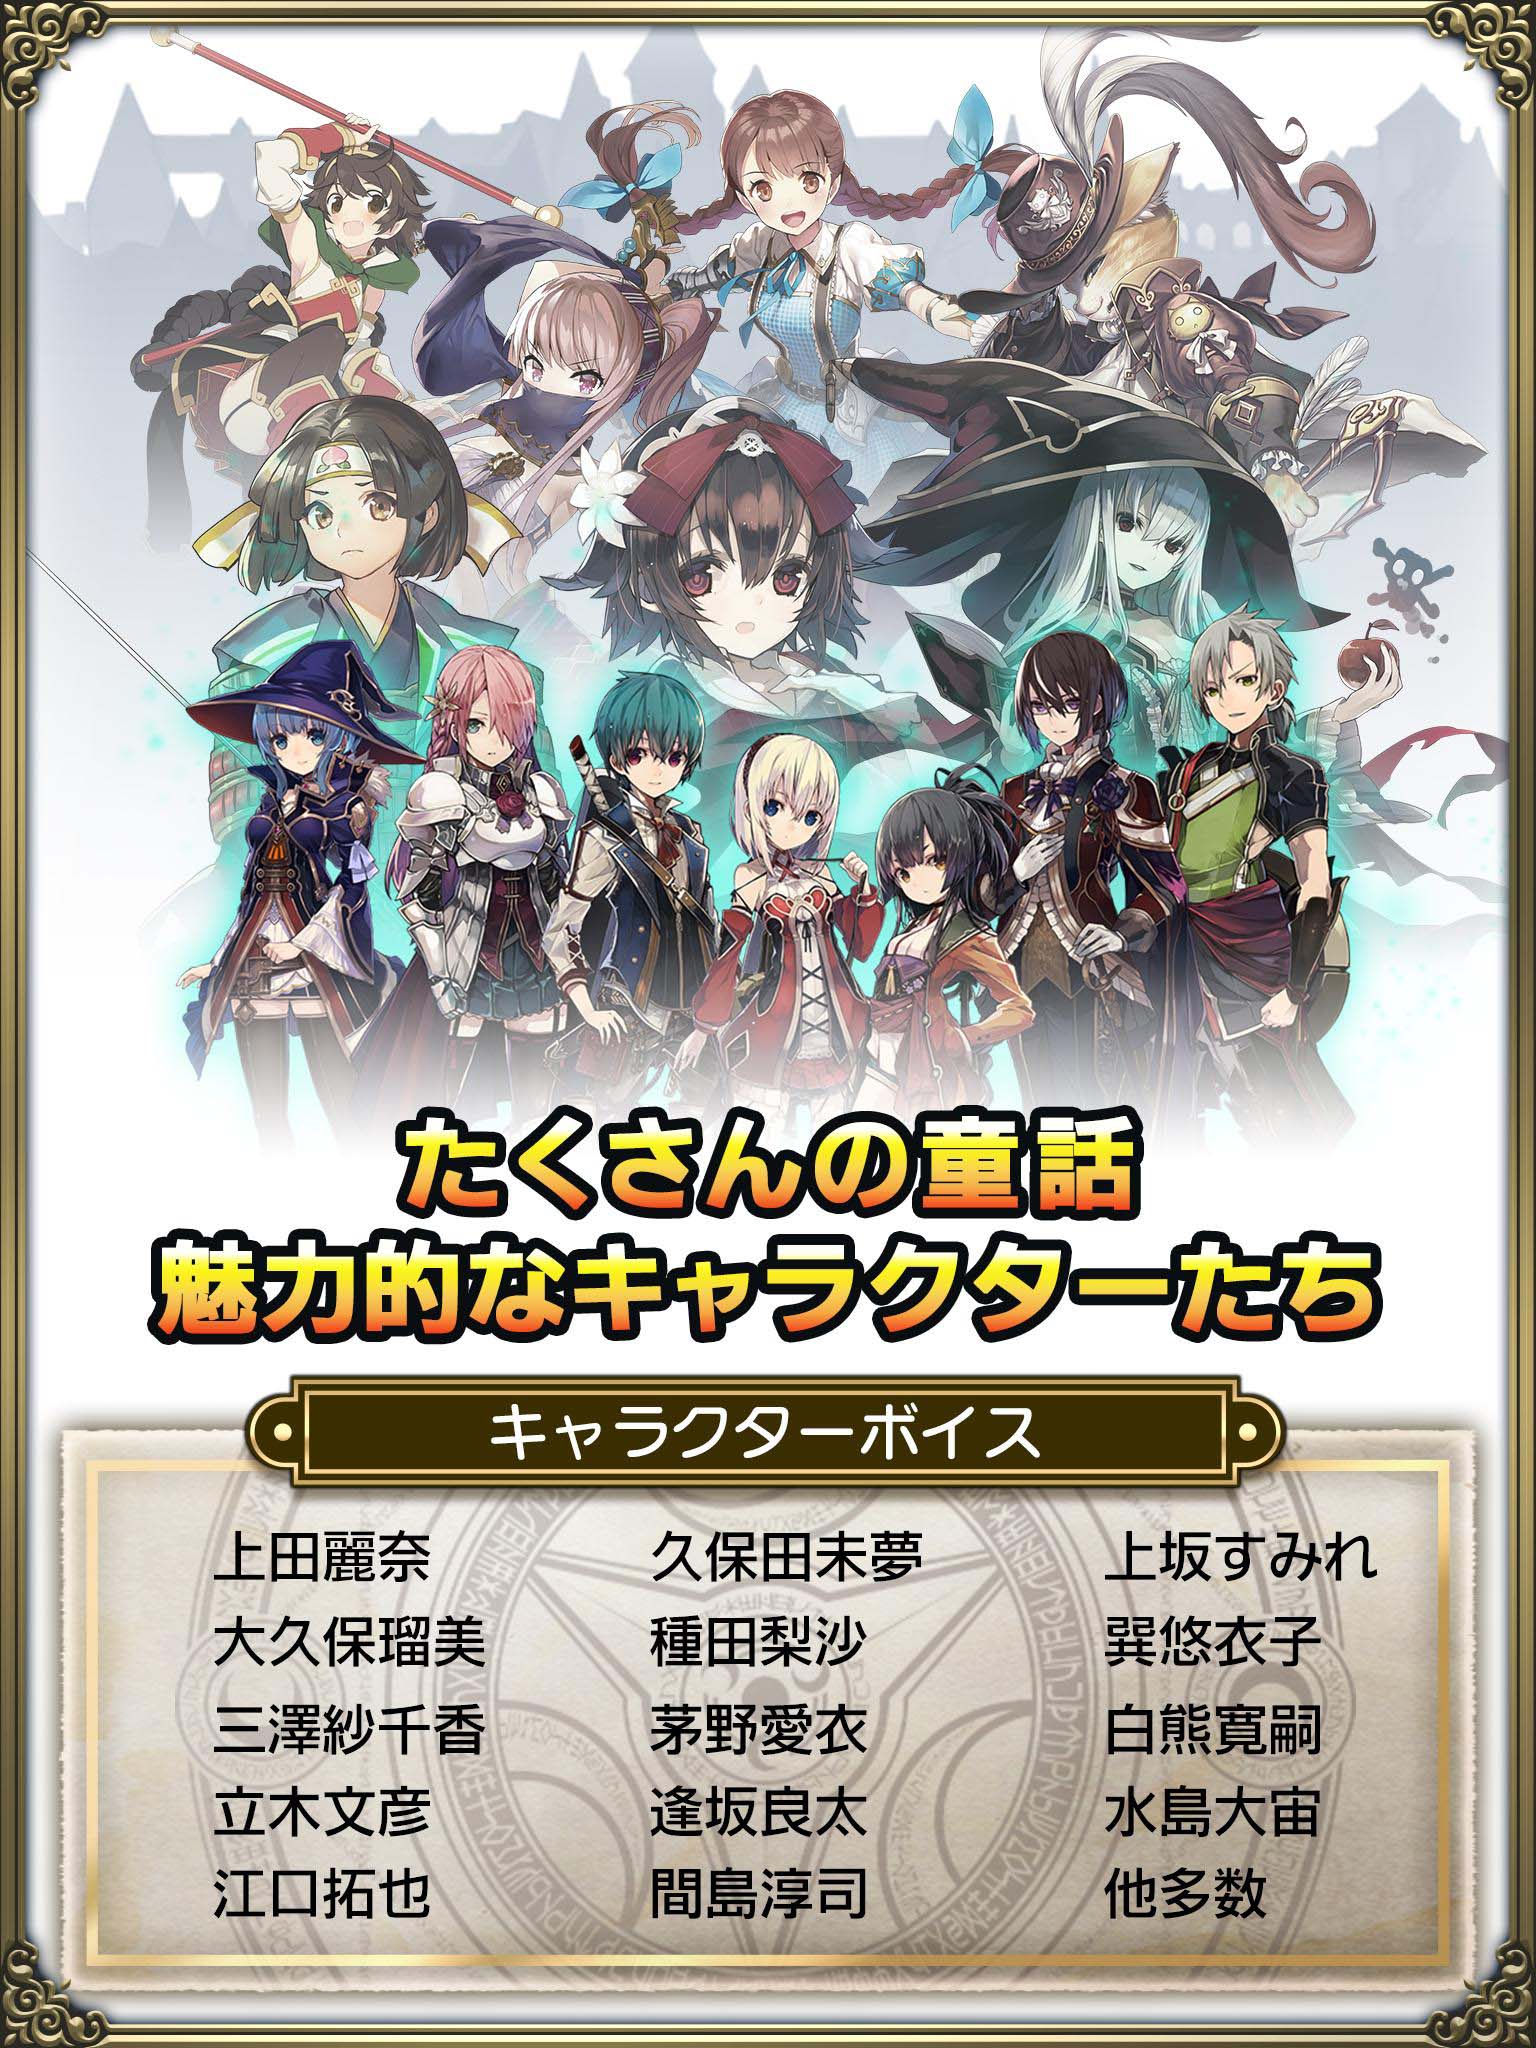 たくさんの童話
魅力的なキャラクターたち
キャラクターボイス
上田麗奈 久保田未夢 上坂すみれ
大久保瑠美 種田梨沙 巽悠衣子
三澤紗千香 茅野愛衣 白熊寛嗣
立木文彦 逢坂良太 水島大宙
江口拓也 間島淳司 他多数